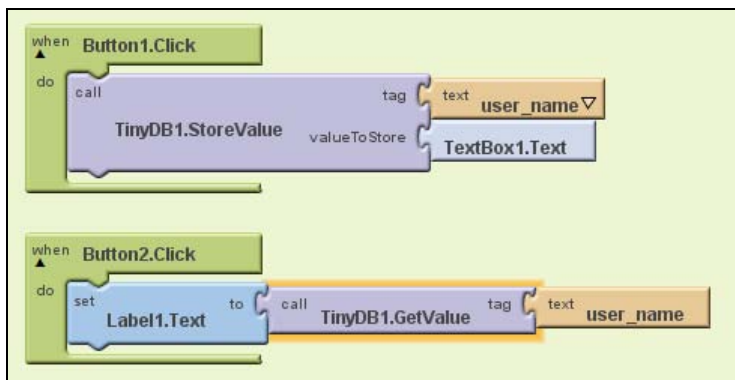 when Button1.Click
do
call
tag text user_name
TinyDB1.StoreValue
valueToStore TextBox1.Text
when Button2.Click
do
set Label1.Text to call TinyDB1.GetValue tag text user_name